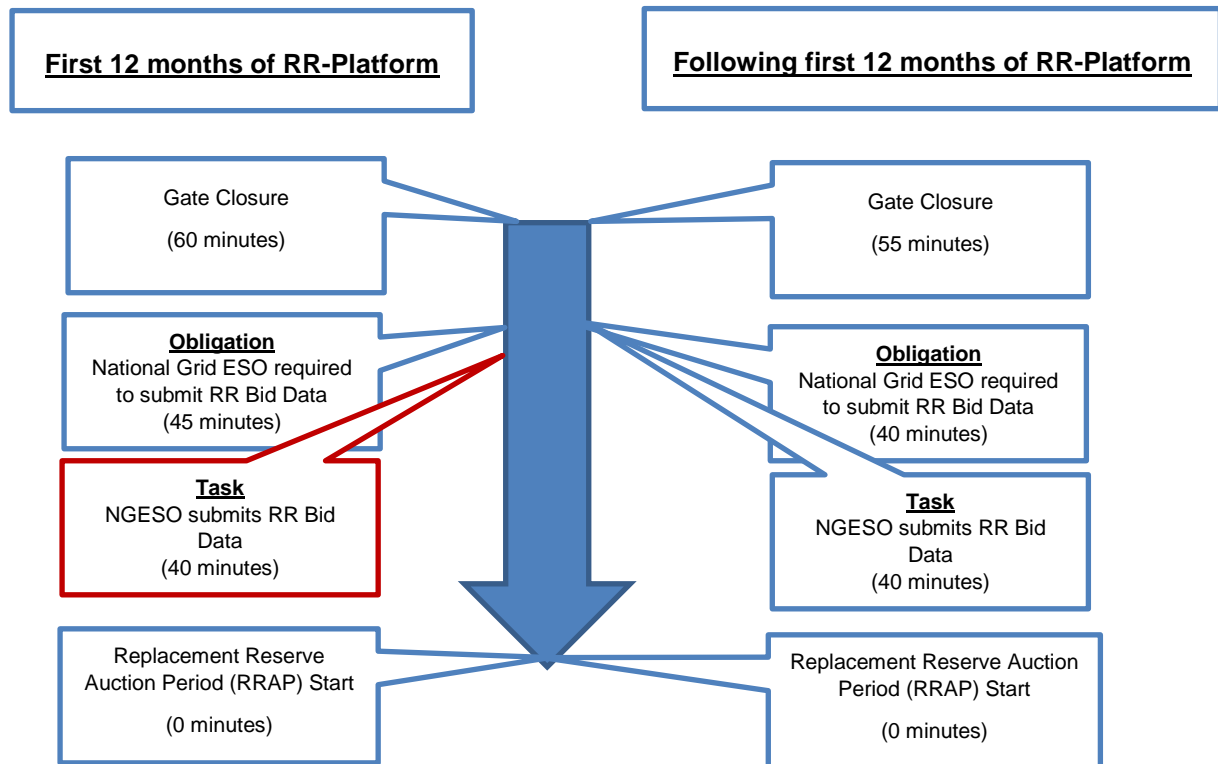 First 12 months of RR-Platform
Following first 12 months of RR-Platform
Gate Closure
(60 minutes)
Gate Closure
(55 minutes)
Obligation
National Grid ESO required
to submit RR Bid Data
(45 minutes)
Obligation
National Grid ESO required
to submit RR Bid Data
(40 minutes)
Task
NGESO submits RR Bid
Data
(40 minutes)
Task
NGESO submits RR Bid
Data
(40 minutes)
Replacement Reserve
Auction Period (RRAP) Start
(0 minutes)
Replacement Reserve Auction
Period (RRAP) Start
(0 minutes)